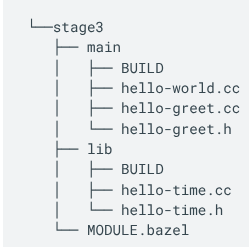 └──stage3
├── main
│ ├── BUILD
│ ├── hello-world.cc
│ ├── hello-greet.cc
│ └── hello-greet.h
├── lib
│ ├── BUILD
│ ├── hello-time.cc
│ └── hello-time.h
└── MODULE.bazel